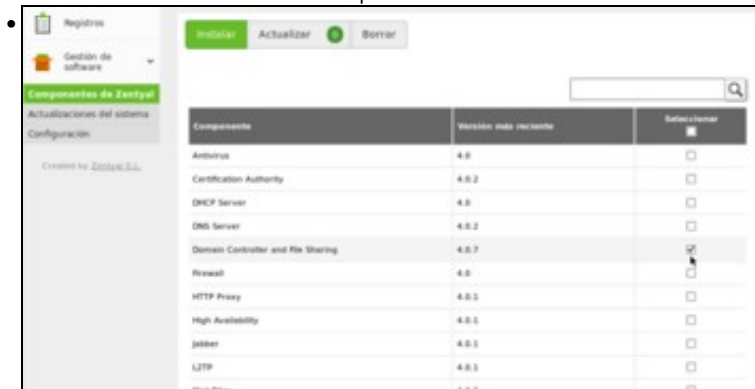 Registros
Gestión de
software
Componentes de Zentyal
Actualizaciones del sistema
Configuración
Created by Zentyal S.L.
Instalar Actualizar 0 Borrar
Componente Versión más reciente Seleccionar
Antivirus 4.0
Certification Authority 4.0.2
DHCP Server 4.0
DNS Server 4.0.2
Domain Controller and File Sharing 4.0.7
Firewall 4.0
HTTP Proxy 4.0.1
High Availability 4.0.1
Jabber 4.0.1
L2TP 4.0.1